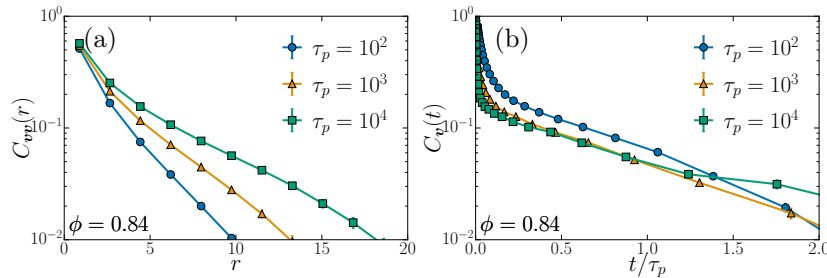 (a)
τ_p = 10^2
τ_p = 10^3
τ_p = 10^4
C_vv(r)
10^0
10^-1
10^-2
ϕ = 0.84
0 5 10 15 20
r
(b)
τ_p = 10^2
τ_p = 10^3
τ_p = 10^4
C_v(t)
10^0
10^-1
10^-2
ϕ = 0.84
0.0 0.5 1.0 1.5 2.0
t/τ_p